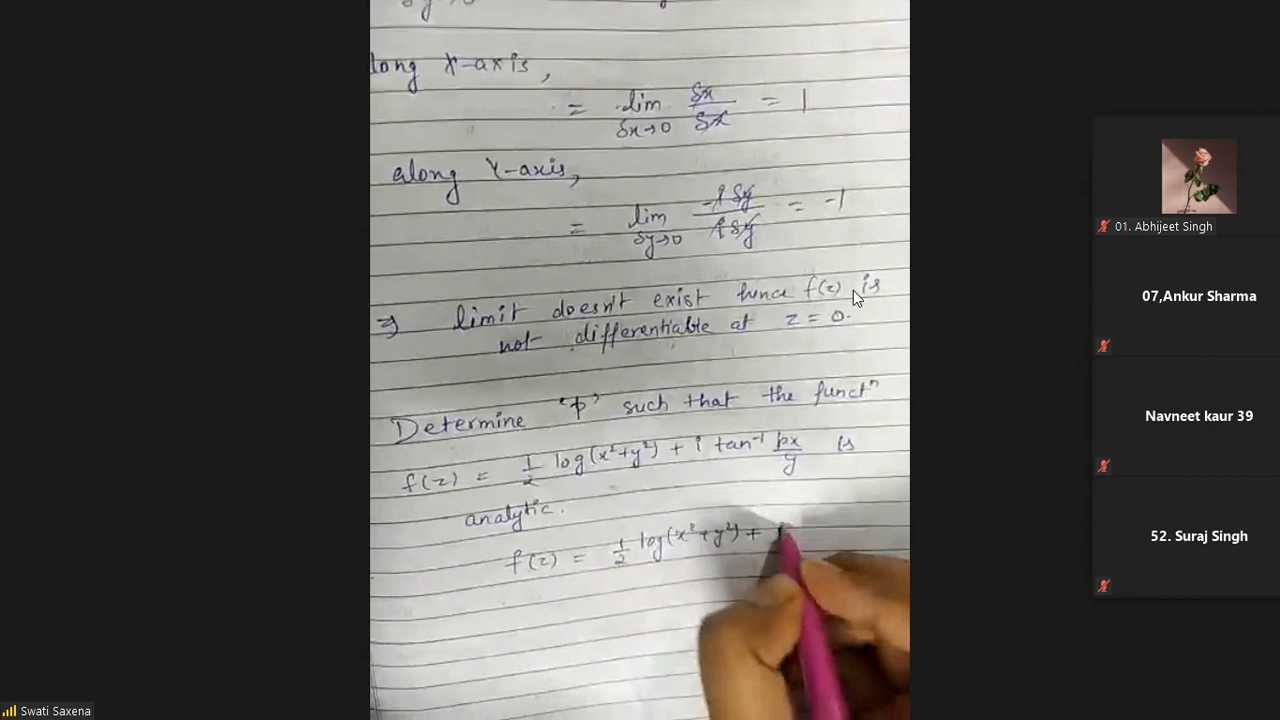 long X-axis,
= lim δx→0 δx/δx = 1
along Y-axis,
= lim δy→0 -iδy/iδy = -1
⇒ limit doesn't exist hence f(z) is
not differentiable at z = 0.
Determine 'p' such that the functⁿ
f(z) = 1/2 log(x²+y²) + i tan⁻¹ px/y is
analytic.
f(z) = 1/2 log(x²+y²) +
01. Abhijeet Singh
07,Ankur Sharma
Navneet kaur 39
52. Suraj Singh
Swati Saxena